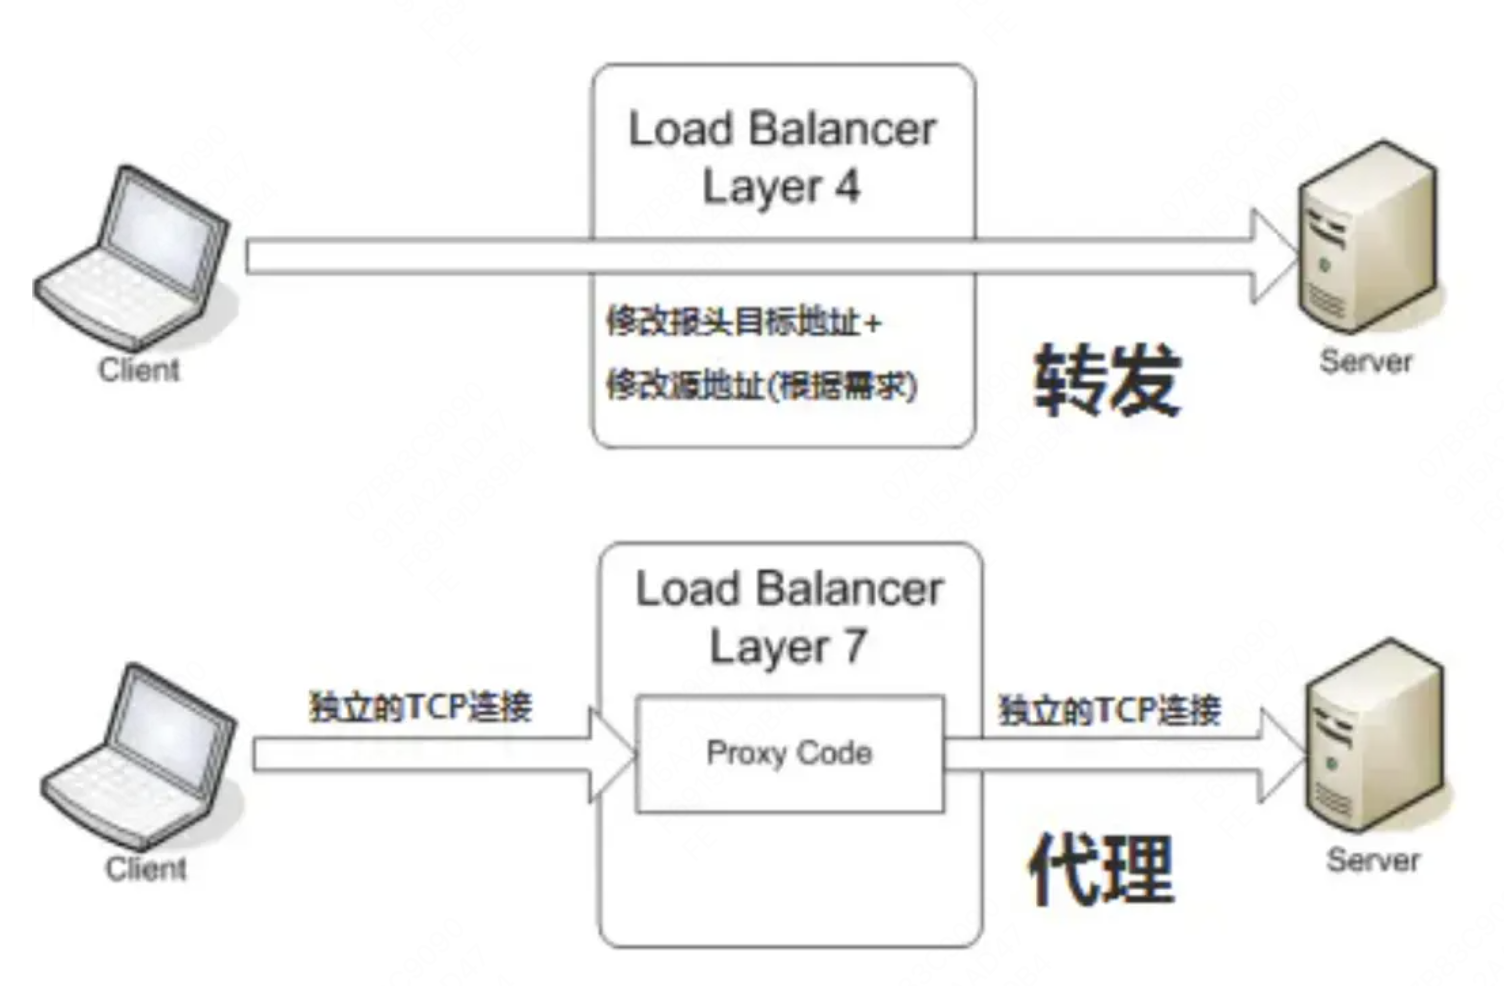 Load Balancer
Layer 4
修改报头目标地址+
修改源地址(根据需求)
转发
Client
Server
Load Balancer
Layer 7
独立的TCP连接
Proxy Code
独立的TCP连接
代理
Client
Server